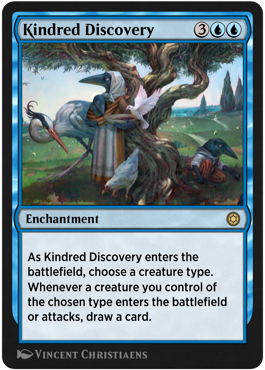 Kindred Discovery 3
Enchantment
As Kindred Discovery enters the
battlefield, choose a creature type.
Whenever a creature you control of
the chosen type enters the battlefield
or attacks, draw a card.
Vincent Christiaens